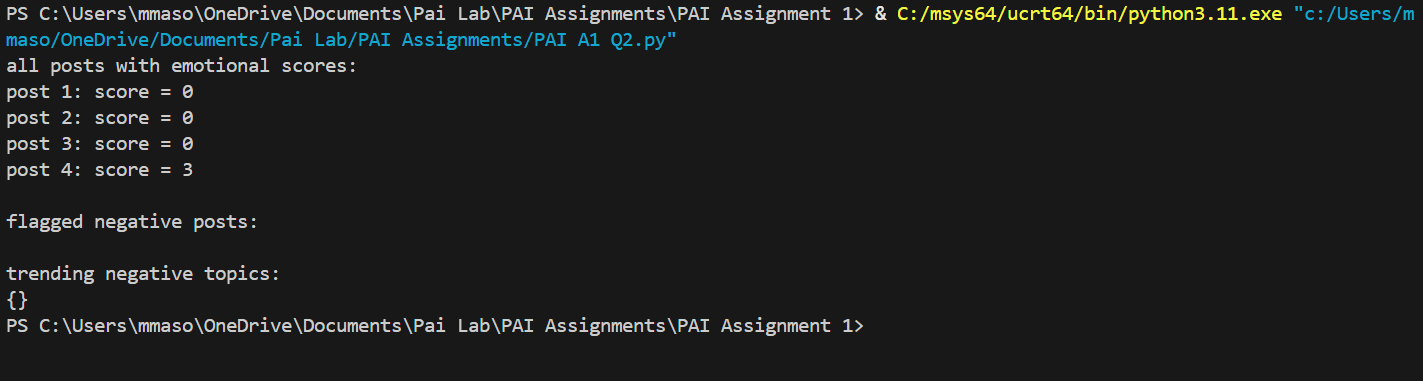 PS C:\Users\mmaso\OneDrive\Documents\Pai Lab\PAI Assignments\PAI Assignment 1> & C:/msys64/ucrt64/bin/python3.11.exe "c:/Users/m
maso/OneDrive/Documents/Pai Lab/PAI Assignments/PAI A1 Q2.py"
all posts with emotional scores:
post 1: score = 0
post 2: score = 0
post 3: score = 0
post 4: score = 3
flagged negative posts:
trending negative topics:
{}
PS C:\Users\mmaso\OneDrive\Documents\Pai Lab\PAI Assignments\PAI Assignment 1>